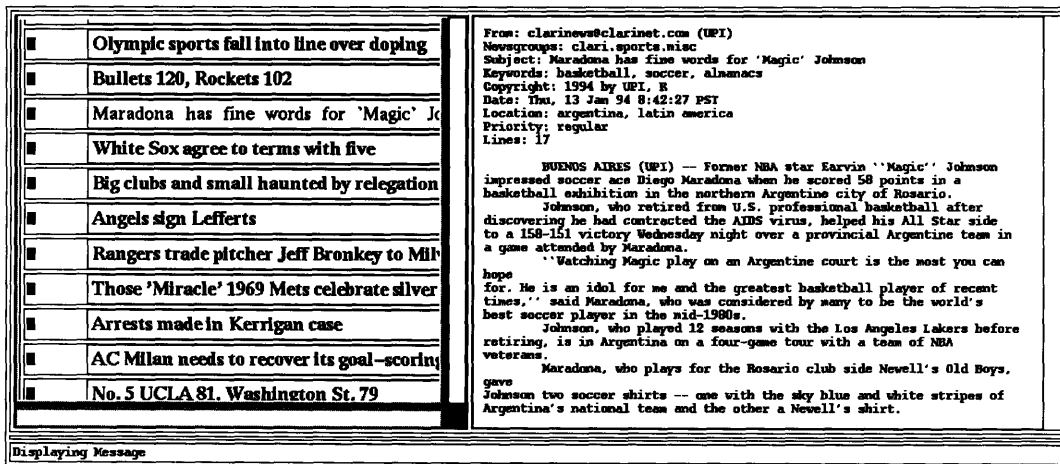 Olympic sports fall into line over doping
Bullets 120, Rockets 102
Maradona has fine words for 'Magic' Jo
White Sox agree to terms with five
Big clubs and small haunted by relegation
Angels sign Lefferts
Rangers trade pitcher Jeff Bronkey to Milw
Those 'Miracle' 1969 Mets celebrate silver
Arrests made in Kerrigan case
AC Milan needs to recover its goal-scoring
No. 5 UCLA 81, Washington St. 79
From: clarinews@clarinet.com (UPI)
Newsgroups: clari.sports.misc
Subject: Maradona has fine words for 'Magic' Johnson
Keywords: basketball, soccer, almanacs
Copyright: 1994 by UPI, R
Date: Thu, 13 Jan 94 8:42:27 PST
Location: argentina, latin america
Priority: regular
Lines: 17
BUENOS AIRES (UPI) -- Former NBA star Earvin ``Magic'' Johnson
impressed soccer ace Diego Maradona when he scored 58 points in a
basketball exhibition in the northern Argentine city of Rosario.
Johnson, who retired from U.S. professional basketball after
discovering he had contracted the AIDS virus, helped his All Star side
to a 158-151 victory Wednesday night over a provincial Argentine team in
a game attended by Maradona.
``Watching Magic play on an Argentine court is the most you can
hope
for. He is an idol for me and the greatest basketball player of recent
times,'' said Maradona, who was considered by many to be the world's
best soccer player in the mid-1980s.
Johnson, who played 12 seasons with the Los Angeles Lakers before
retiring, is in Argentina on a four-game tour with a team of NBA
veterans.
Maradona, who plays for the Rosario club side Newell's Old Boys,
gave
Johnson two soccer shirts -- one with the sky blue and white stripes of
Argentina's national team and the other a Newell's shirt.
Displaying Message